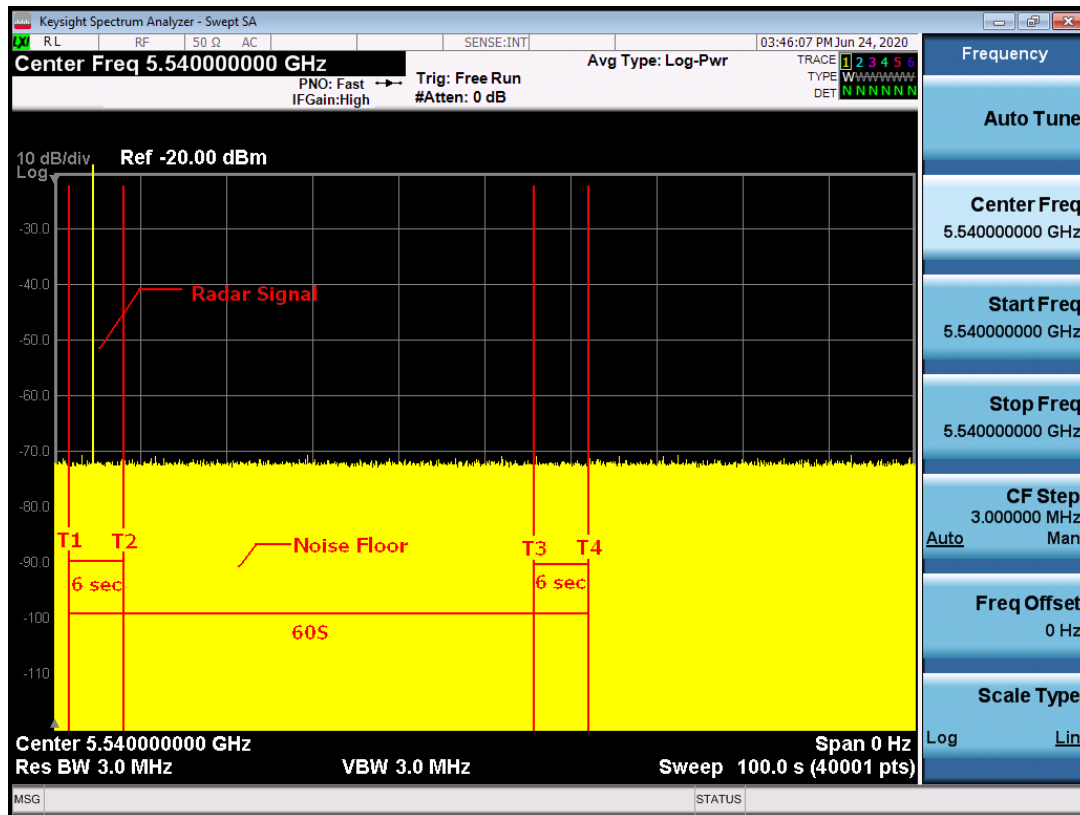 Keysight Spectrum Analyzer - Swept SA
LXI RL RF 50 Ω AC SENSE:INT 03:46:07 PM Jun 24, 2020
Center Freq 5.540000000 GHz
PNO: Fast
IFGain:High
Trig: Free Run
#Atten: 0 dB
Avg Type: Log-Pwr
TRACE 1 2 3 4 5 6
TYPE WWWWWWW
DET N N N N N N
10 dB/div Ref -20.00 dBm
Log
-30.0
-40.0
-50.0
-60.0
-70.0
-80.0
-90.0
-100
-110
Radar Signal
T1 T2 T3 T4
Noise Floor
6 sec 6 sec
60S
Center 5.540000000 GHz Span 0 Hz
Res BW 3.0 MHz VBW 3.0 MHz Sweep 100.0 s (40001 pts)
MSG STATUS
Frequency
Auto Tune
Center Freq
5.540000000 GHz
Start Freq
5.540000000 GHz
Stop Freq
5.540000000 GHz
CF Step
3.000000 MHz
Auto Man
Freq Offset
0 Hz
Scale Type
Log Lin